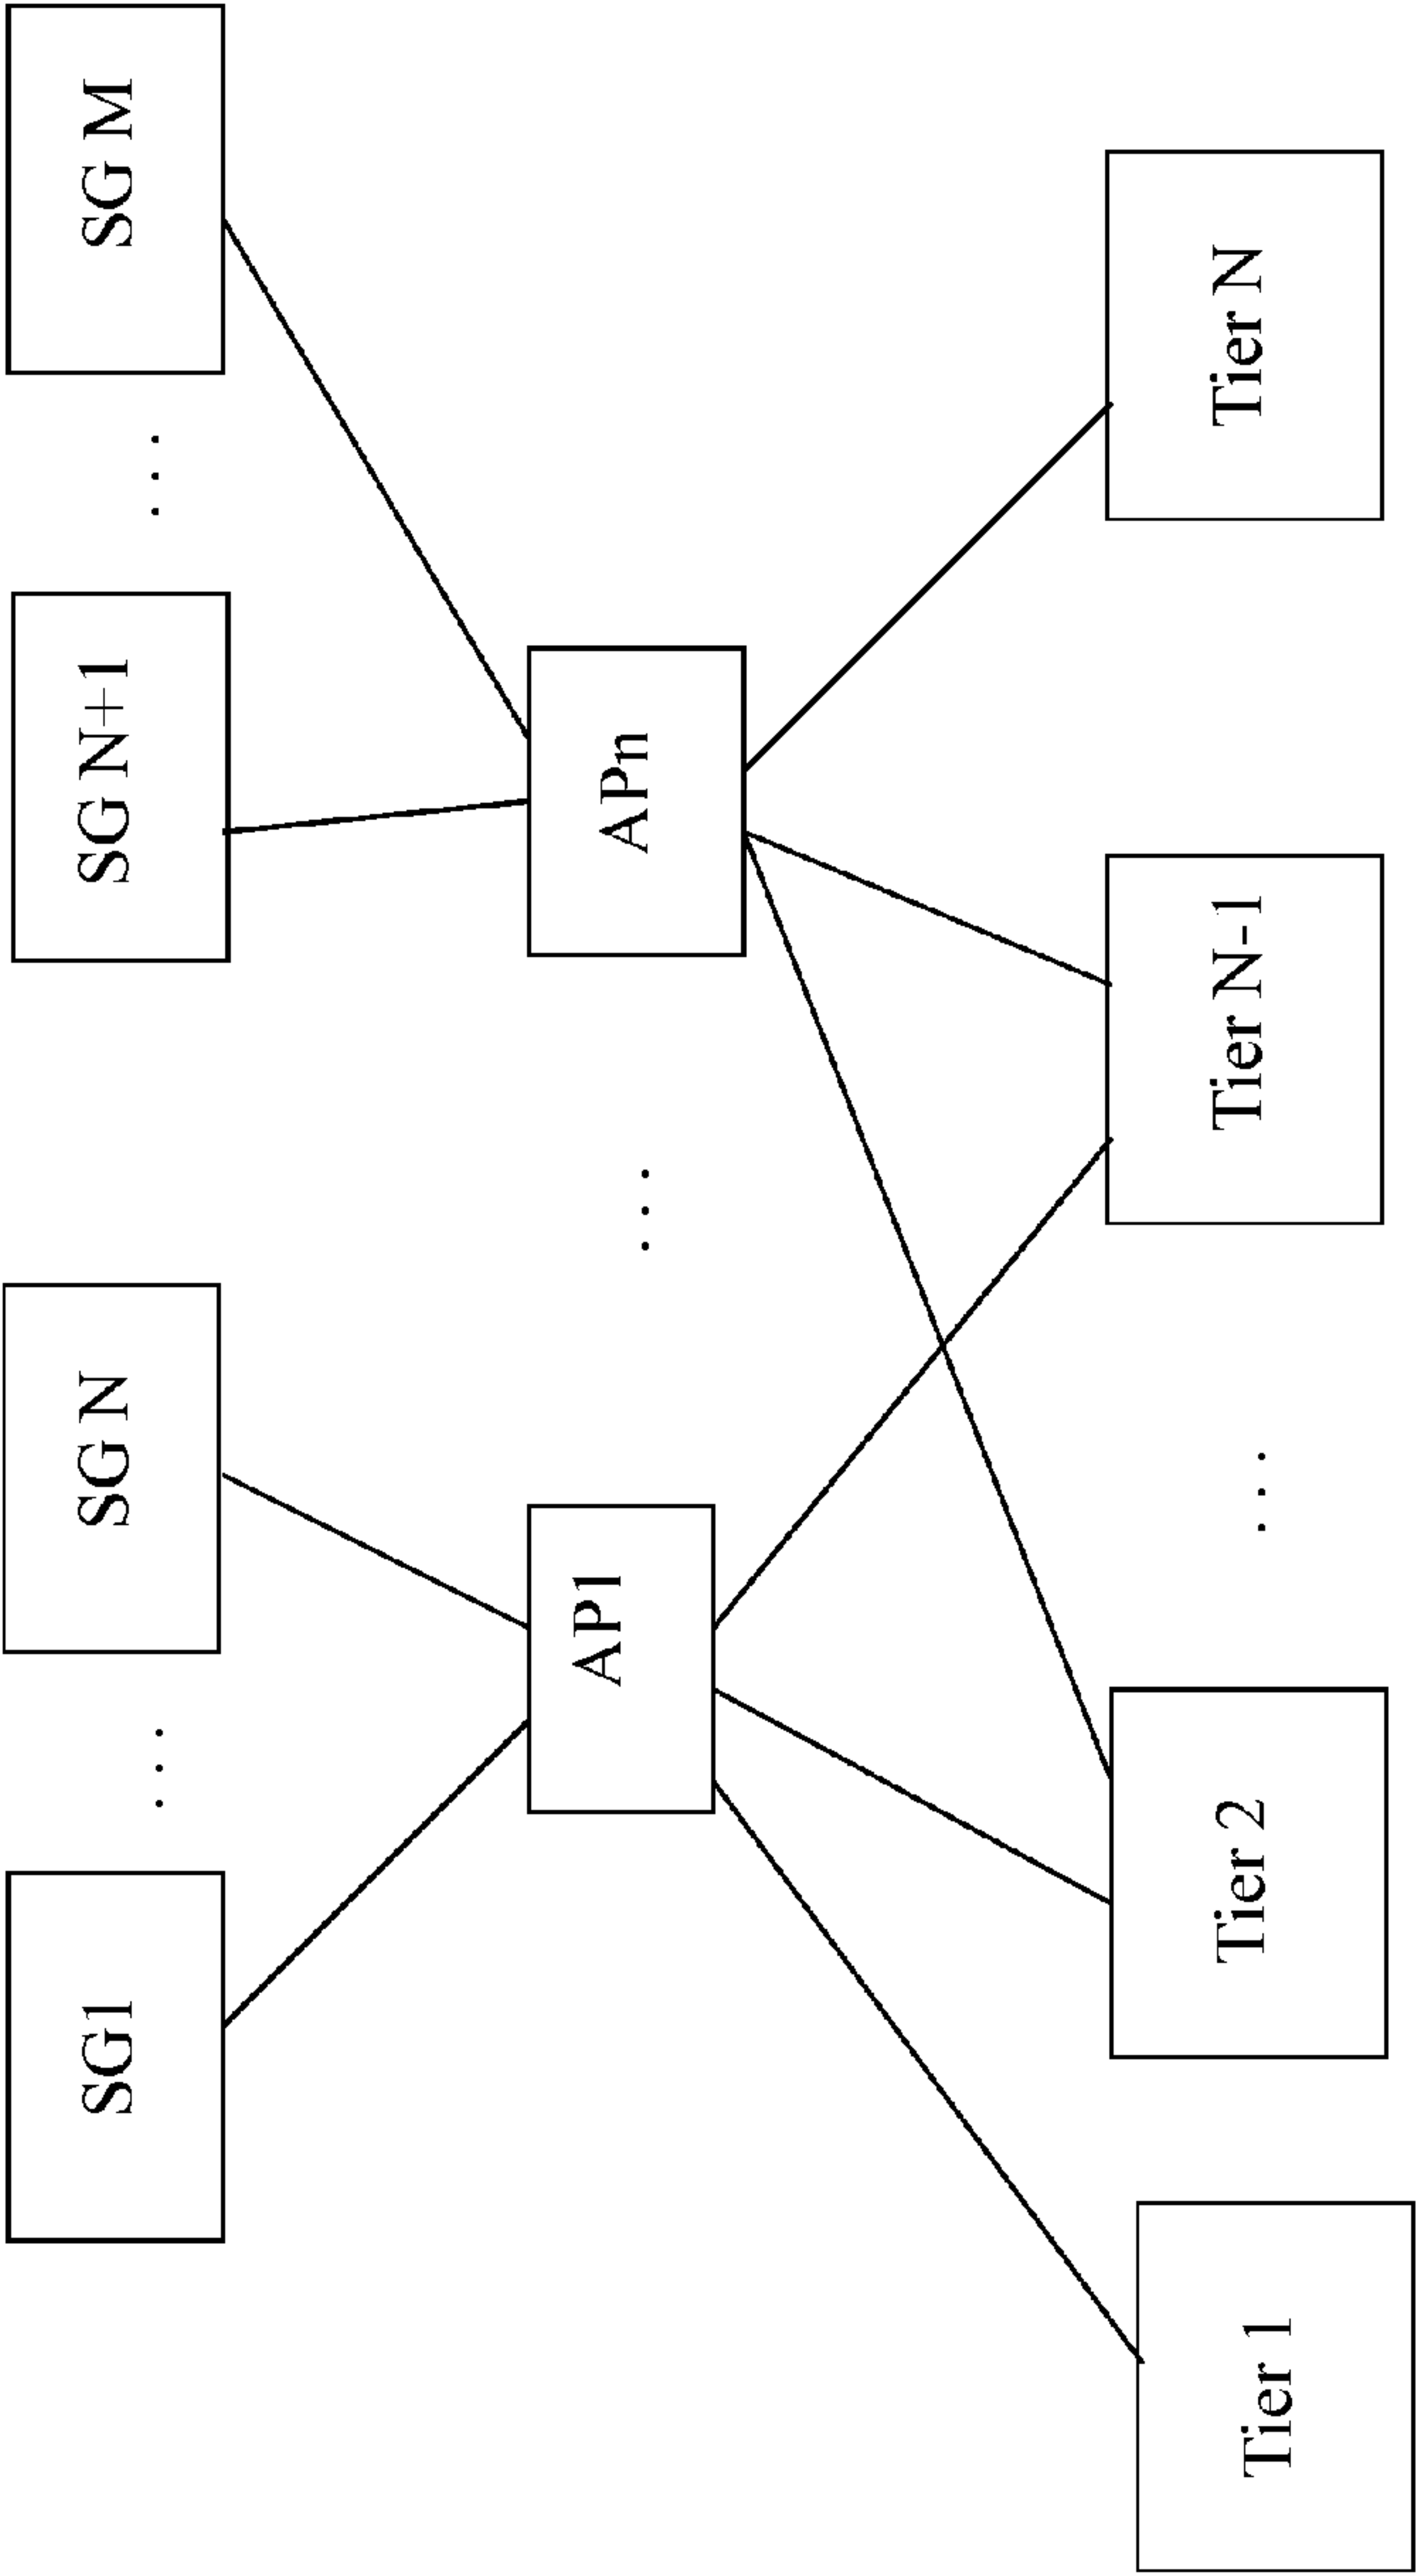 SG1
...
SG N
SG N+1
...
SG M
AP1
...
APn
Tier 1
Tier 2
...
Tier N-1
Tier N